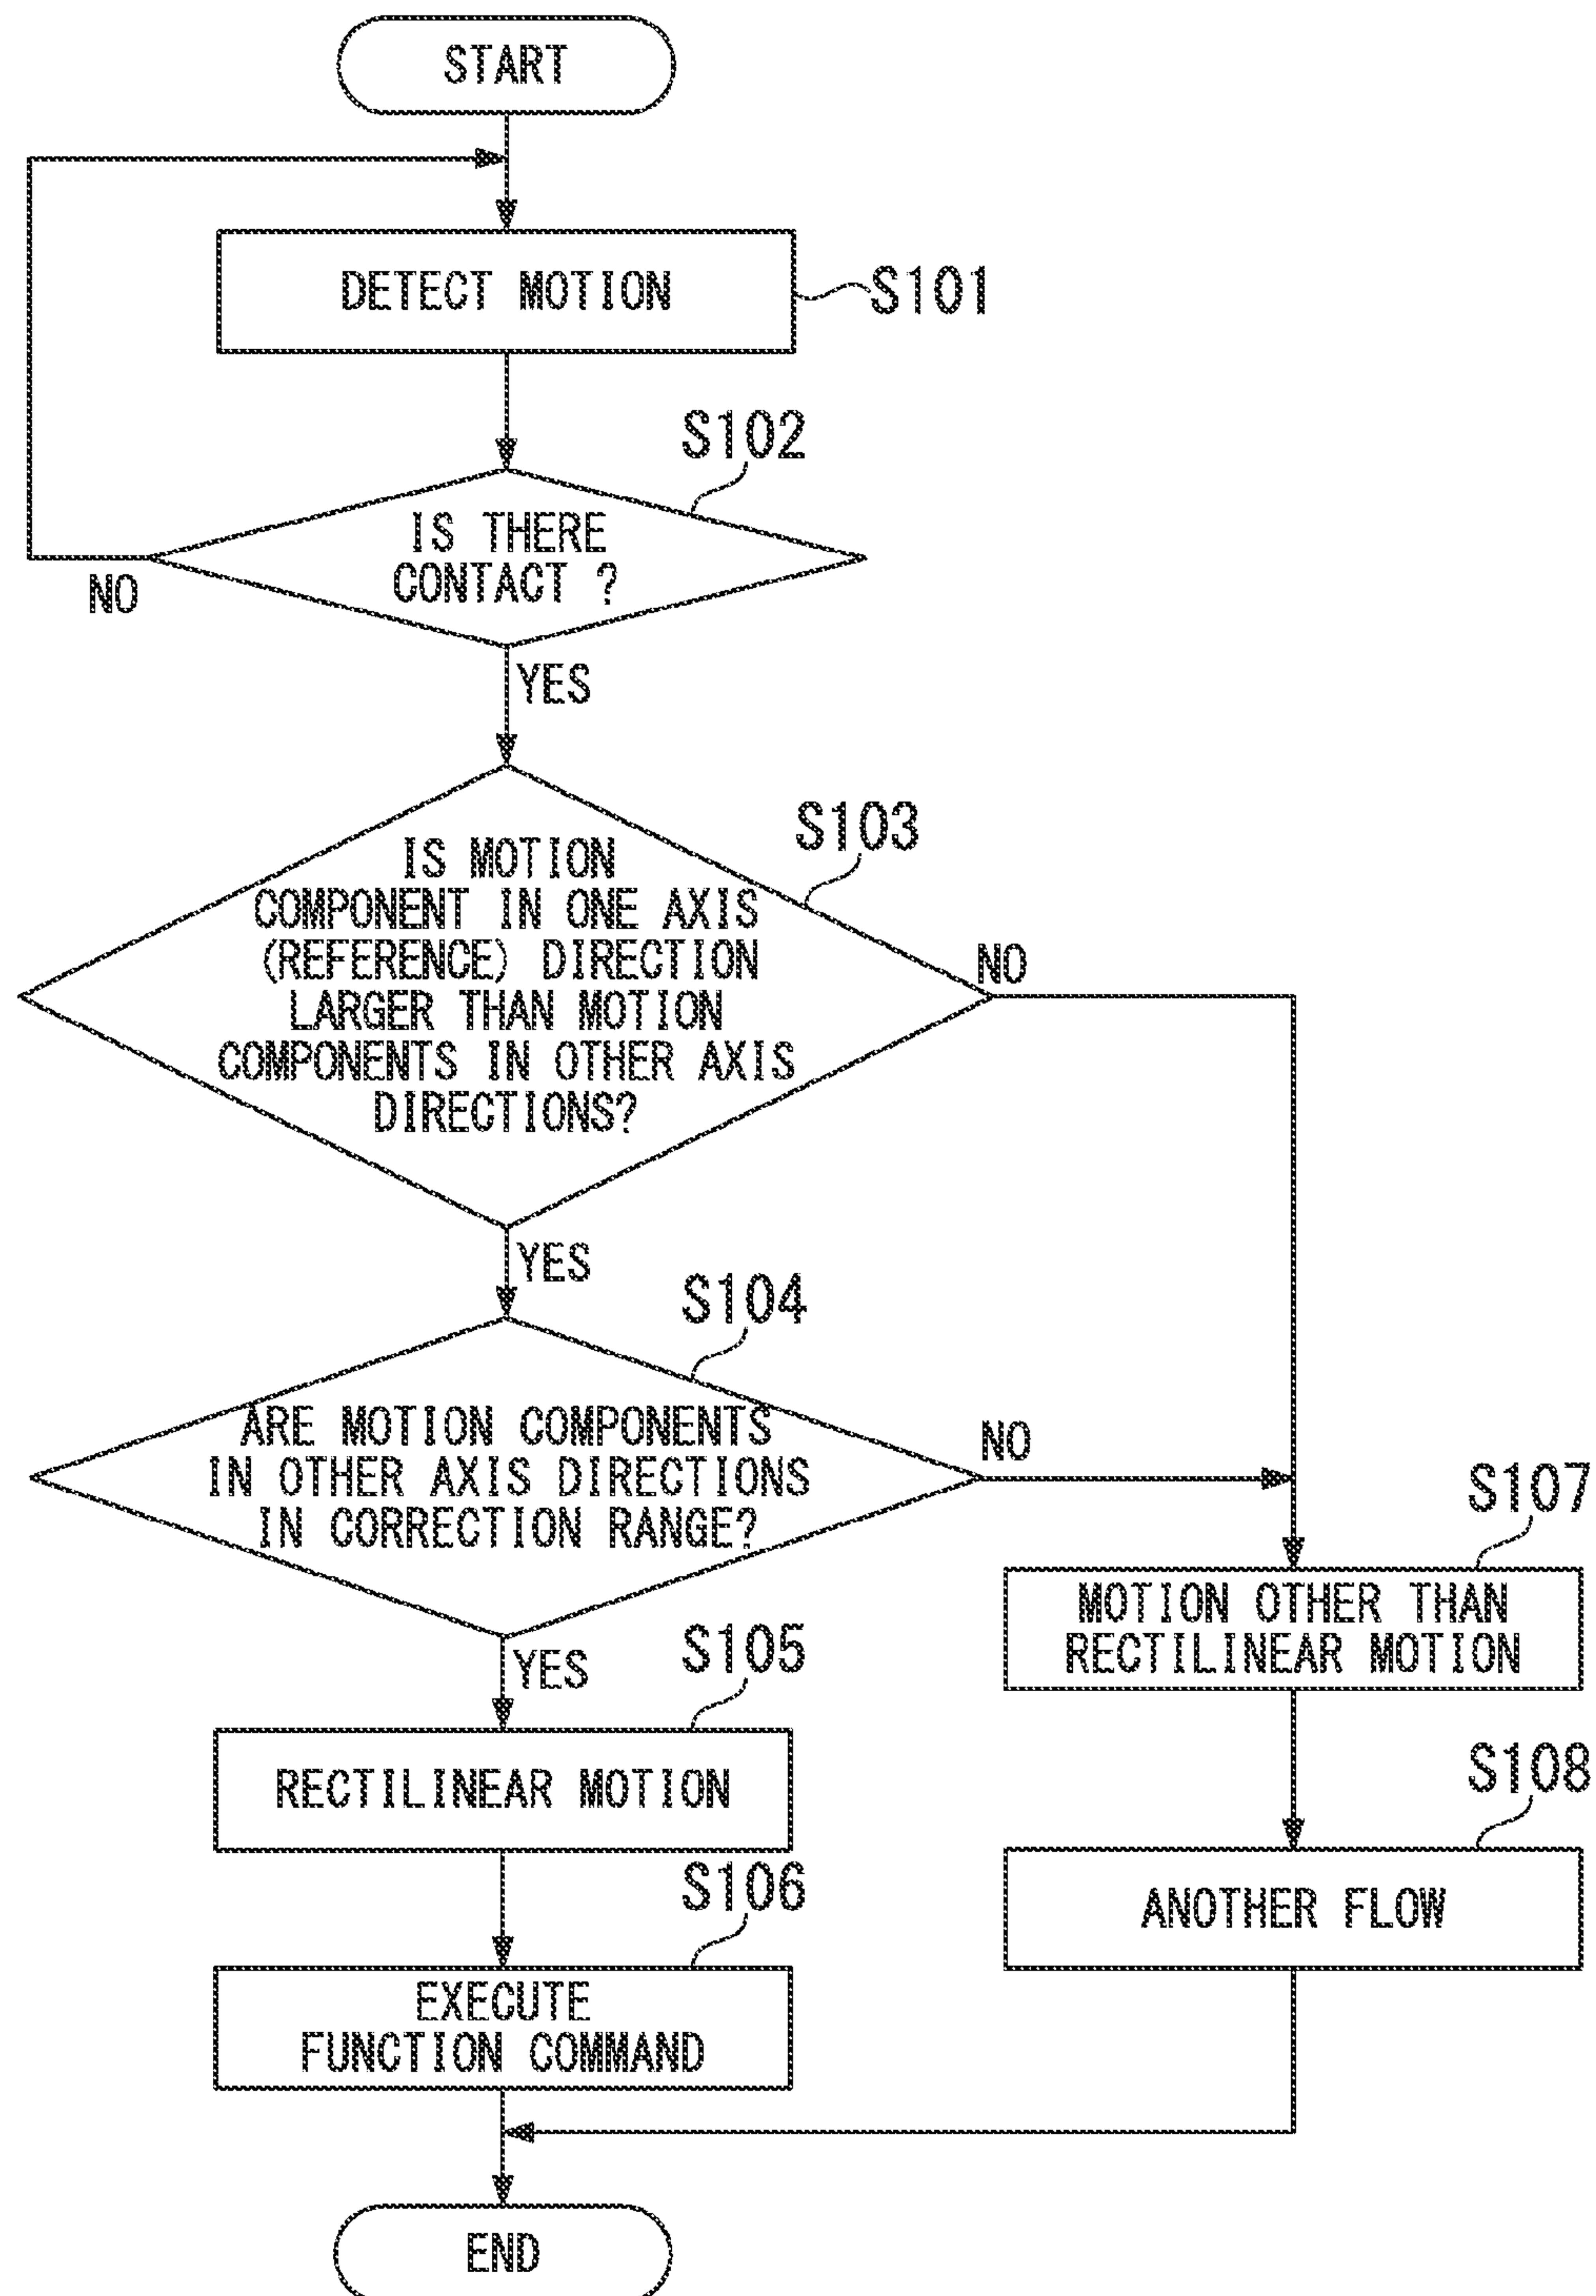 START
DETECT MOTION
S101
S102
IS THERE
CONTACT ?
NO
YES
S103
IS MOTION
COMPONENT IN ONE AXIS
(REFERENCE) DIRECTION
LARGER THAN MOTION
COMPONENTS IN OTHER AXIS
DIRECTIONS?
NO
YES
S104
ARE MOTION COMPONENTS
IN OTHER AXIS DIRECTIONS
IN CORRECTION RANGE?
NO
YES
S105
RECTILINEAR MOTION
S106
EXECUTE
FUNCTION COMMAND
S107
MOTION OTHER THAN
RECTILINEAR MOTION
S108
ANOTHER FLOW
END